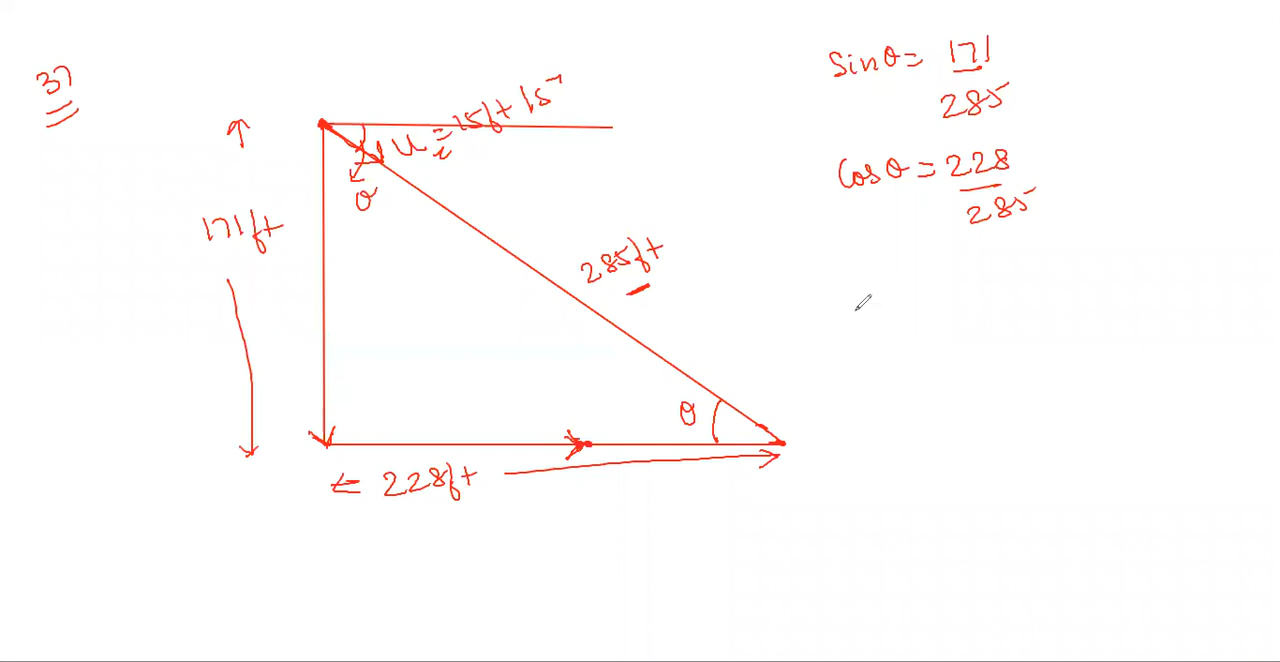 37
Sinθ = 171
285
Cosθ = 228
285
θ
171ft
285ft
θ
228ft